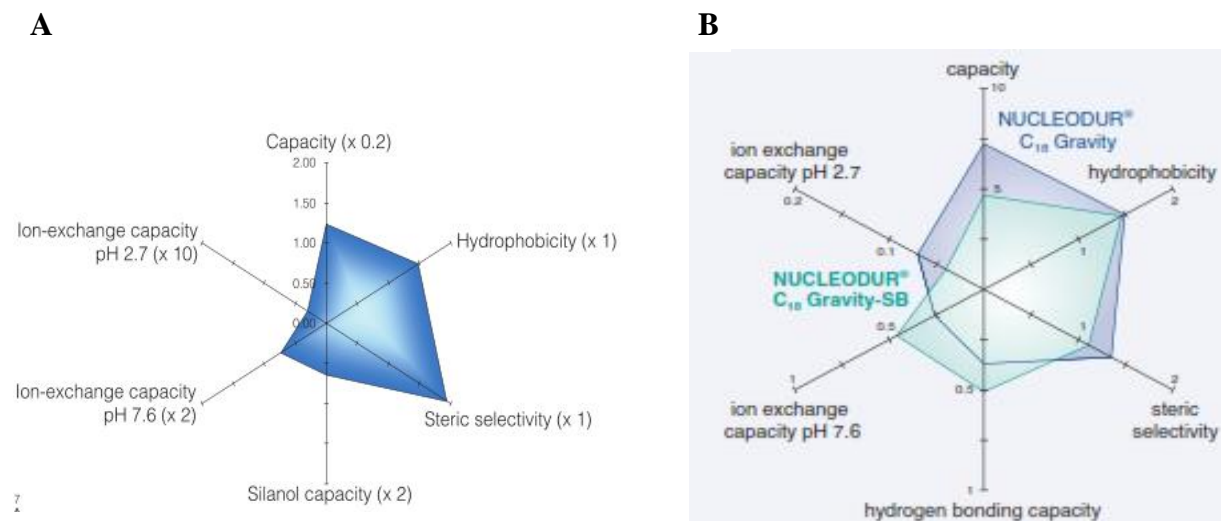 A
Capacity (x 0.2)
2.00
1.50
1.00
0.50
0.00
Ion-exchange capacity
pH 2.7 (x 10)
Hydrophobicity (x 1)
Ion-exchange capacity
pH 7.6 (x 2)
Steric selectivity (x 1)
Silanol capacity (x 2)
7
B
capacity
10
NUCLEODUR®
C₁₈ Gravity
ion exchange
capacity pH 2.7
0.2
hydrophobicity
2
5
0.1
1
NUCLEODUR®
C₁₈ Gravity-SB
0.5
1
1
ion exchange
capacity pH 7.6
0.5
2
steric
selectivity
1
hydrogen bonding capacity